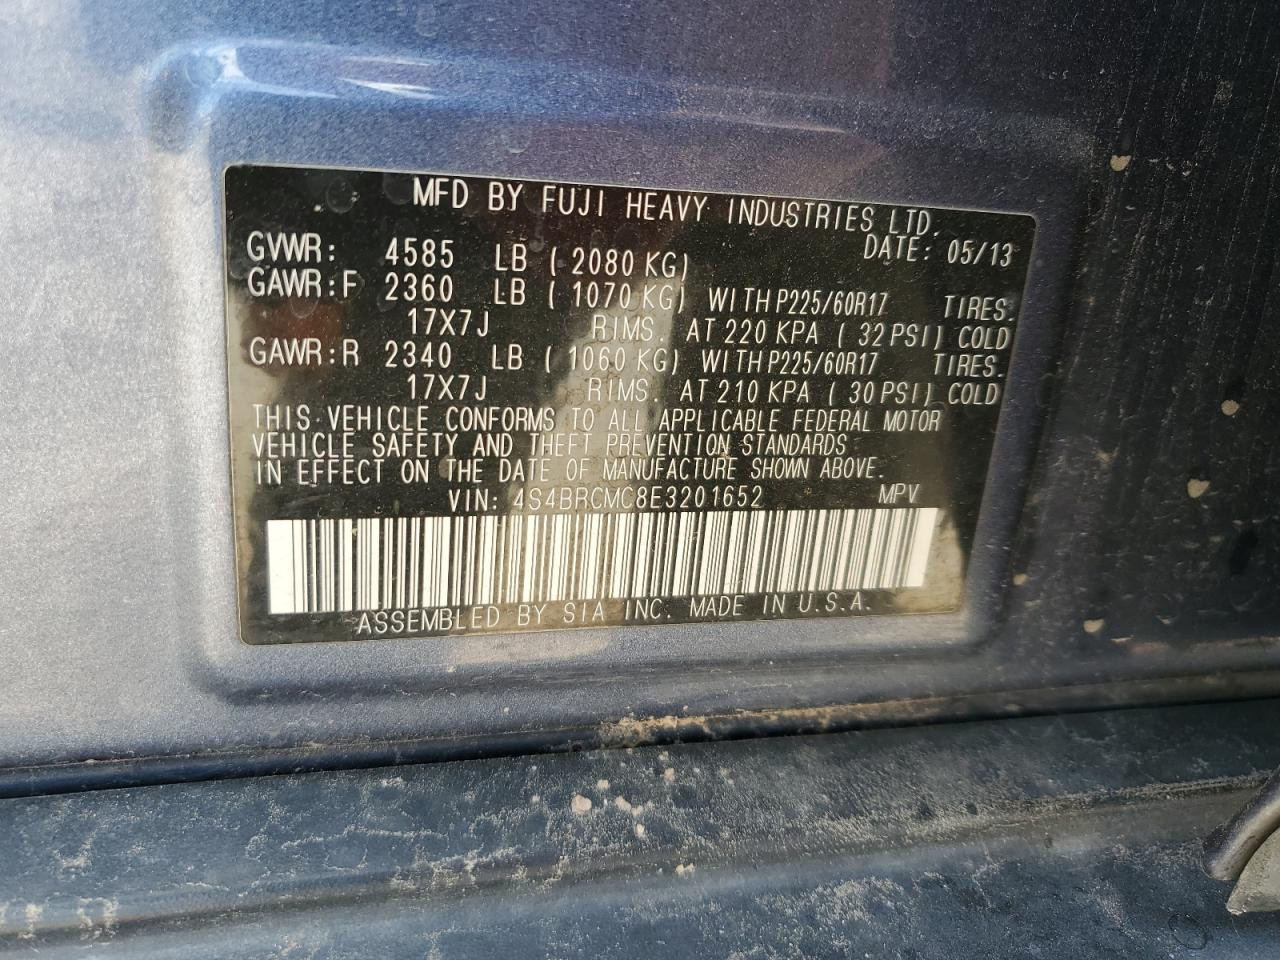 MFD BY FUJI HEAVY INDUSTRIES LTD.
DATE: 05/13
GVWR: 4585 LB ( 2080 KG)
GAWR:F 2360 LB ( 1070 KG) WITH P225/60R17 TIRES.
17X7J RIMS. AT 220 KPA ( 32 PSI) COLD
GAWR:R 2340 LB ( 1060 KG) WITH P225/60R17 TIRES.
17X7J RIMS. AT 210 KPA ( 30 PSI) COLD
THIS VEHICLE CONFORMS TO ALL APPLICABLE FEDERAL MOTOR
VEHICLE SAFETY AND THEFT PREVENTION STANDARDS
IN EFFECT ON THE DATE OF MANUFACTURE SHOWN ABOVE.
VIN: 4S4BRCMC8E3201652 MPV
ASSEMBLED BY SIA INC. MADE IN U.S.A.